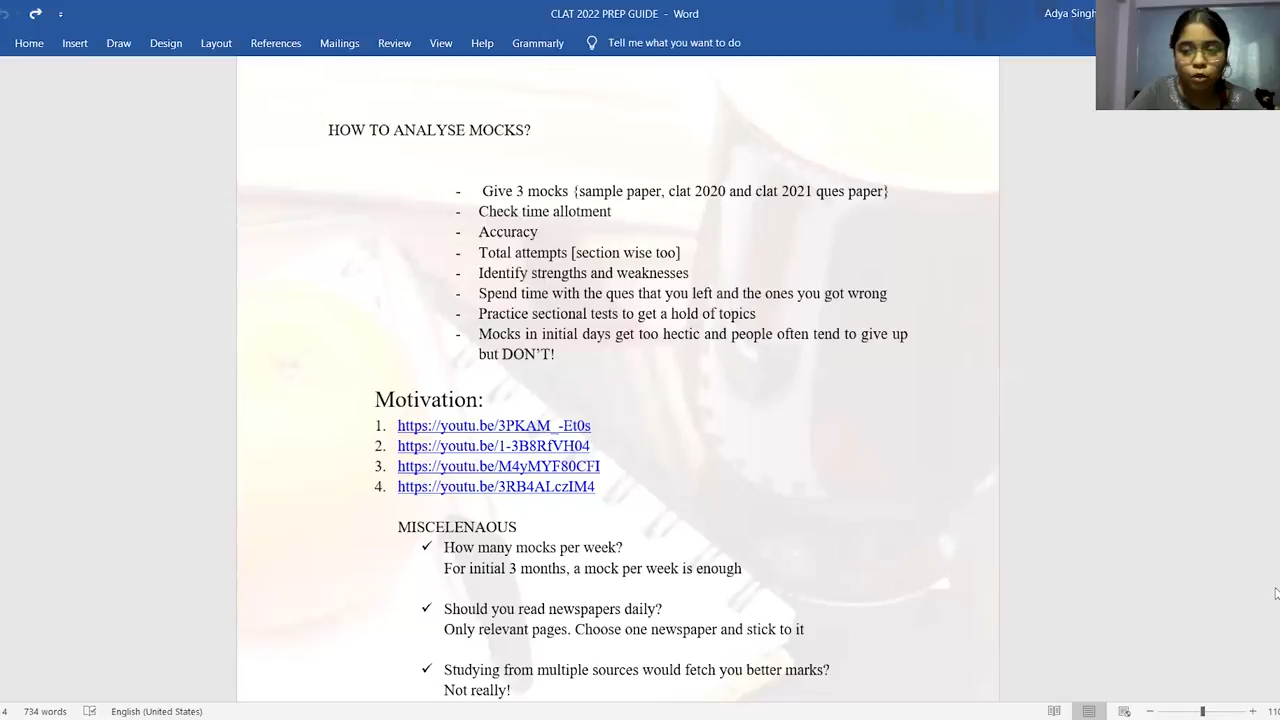 CLAT 2022 PREP GUIDE - Word
Adya Singh
Home Insert Draw Design Layout References Mailings Review View Help Grammarly Tell me what you want to do
HOW TO ANALYSE MOCKS?
- Give 3 mocks {sample paper, clat 2020 and clat 2021 ques paper}
- Check time allotment
- Accuracy
- Total attempts [section wise too]
- Identify strengths and weaknesses
- Spend time with the ques that you left and the ones you got wrong
- Practice sectional tests to get a hold of topics
- Mocks in initial days get too hectic and people often tend to give up
but DON'T!
Motivation:
1. https://youtu.be/3PKAM_-Et0s
2. https://youtu.be/1-3B8RfVH04
3. https://youtu.be/M4yMYF80CFI
4. https://youtu.be/3RB4ALczIM4
MISCELENAOUS
✓ How many mocks per week?
For initial 3 months, a mock per week is enough
✓ Should you read newspapers daily?
Only relevant pages. Choose one newspaper and stick to it
✓ Studying from multiple sources would fetch you better marks?
Not really!
4 734 words English (United States) 110